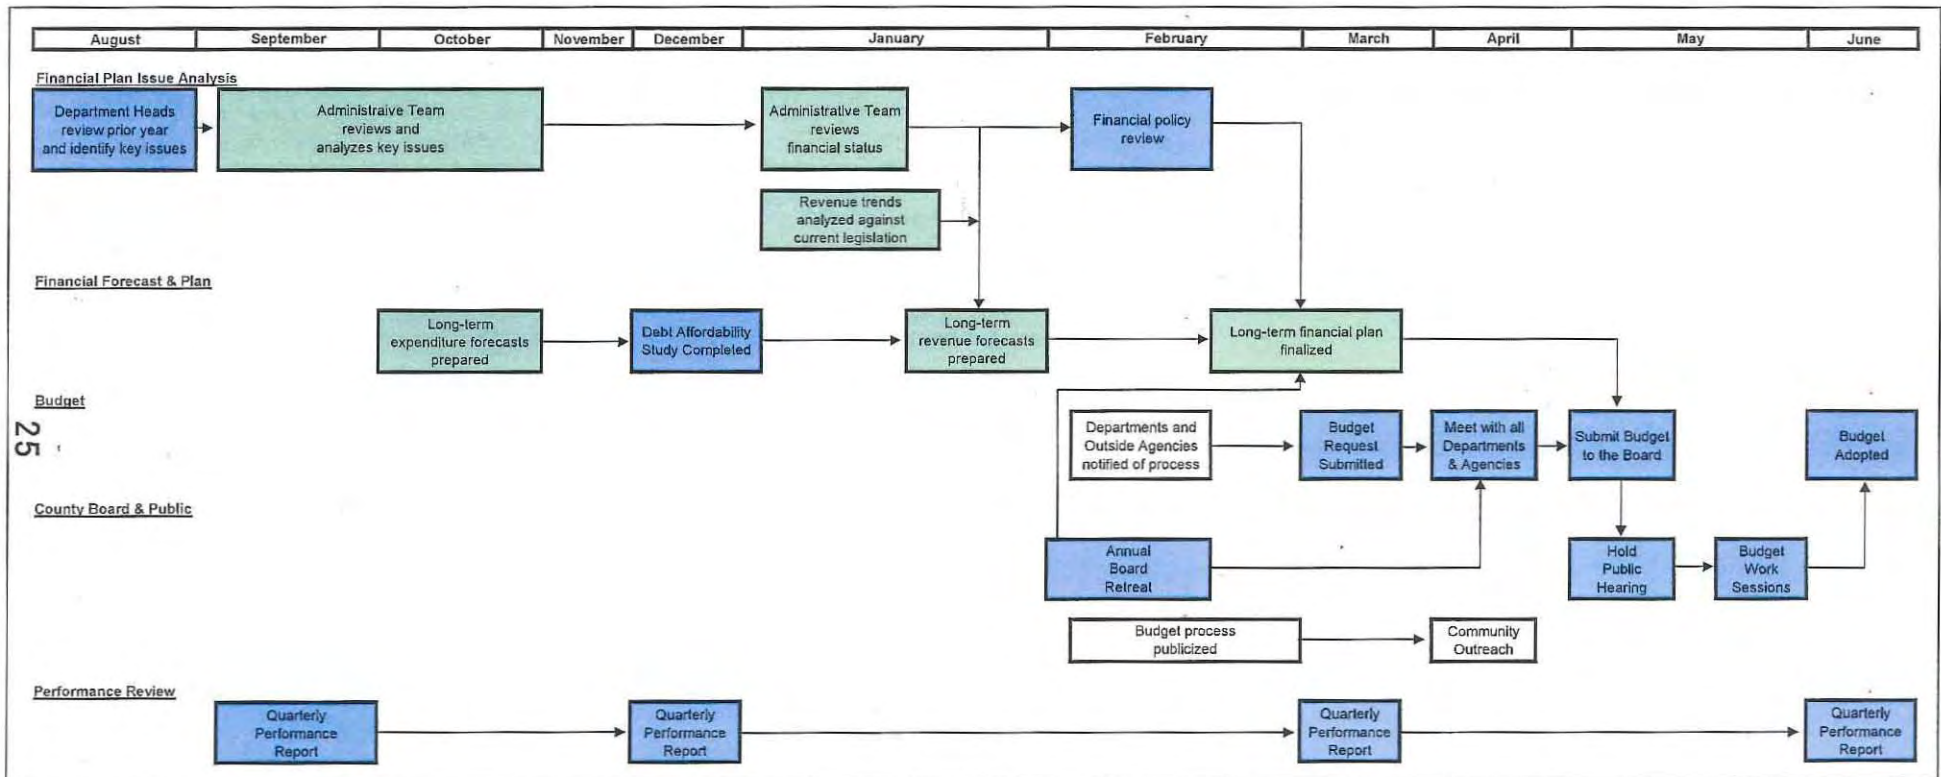 August September October November December January February March April May June
Financial Plan Issue Analysis
Department Heads
review prior year
and identify key issues
Administraive Team
reviews and
analyzes key issues
Administrative Team
reviews
financial status
Financial policy
review
Revenue trends
analyzed against
current legislation
Financial Forecast & Plan
Long-term
expenditure forecasts
prepared
Debt Affordability
Study Completed
Long-term
revenue forecasts
prepared
Long-term financial plan
finalized
Budget
25
Departments and
Outside Agencies
notified of process
Budget
Request
Submitted
Meet with all
Departments
& Agencies
Submit Budget
to the Board
Budget
Adopted
County Board & Public
Annual
Board
Retreat
Hold
Public
Hearing
Budget
Work
Sessions
Budget process
publicized
Community
Outreach
Performance Review
Quarterly
Performance
Report
Quarterly
Performance
Report
Quarterly
Performance
Report
Quarterly
Performance
Report